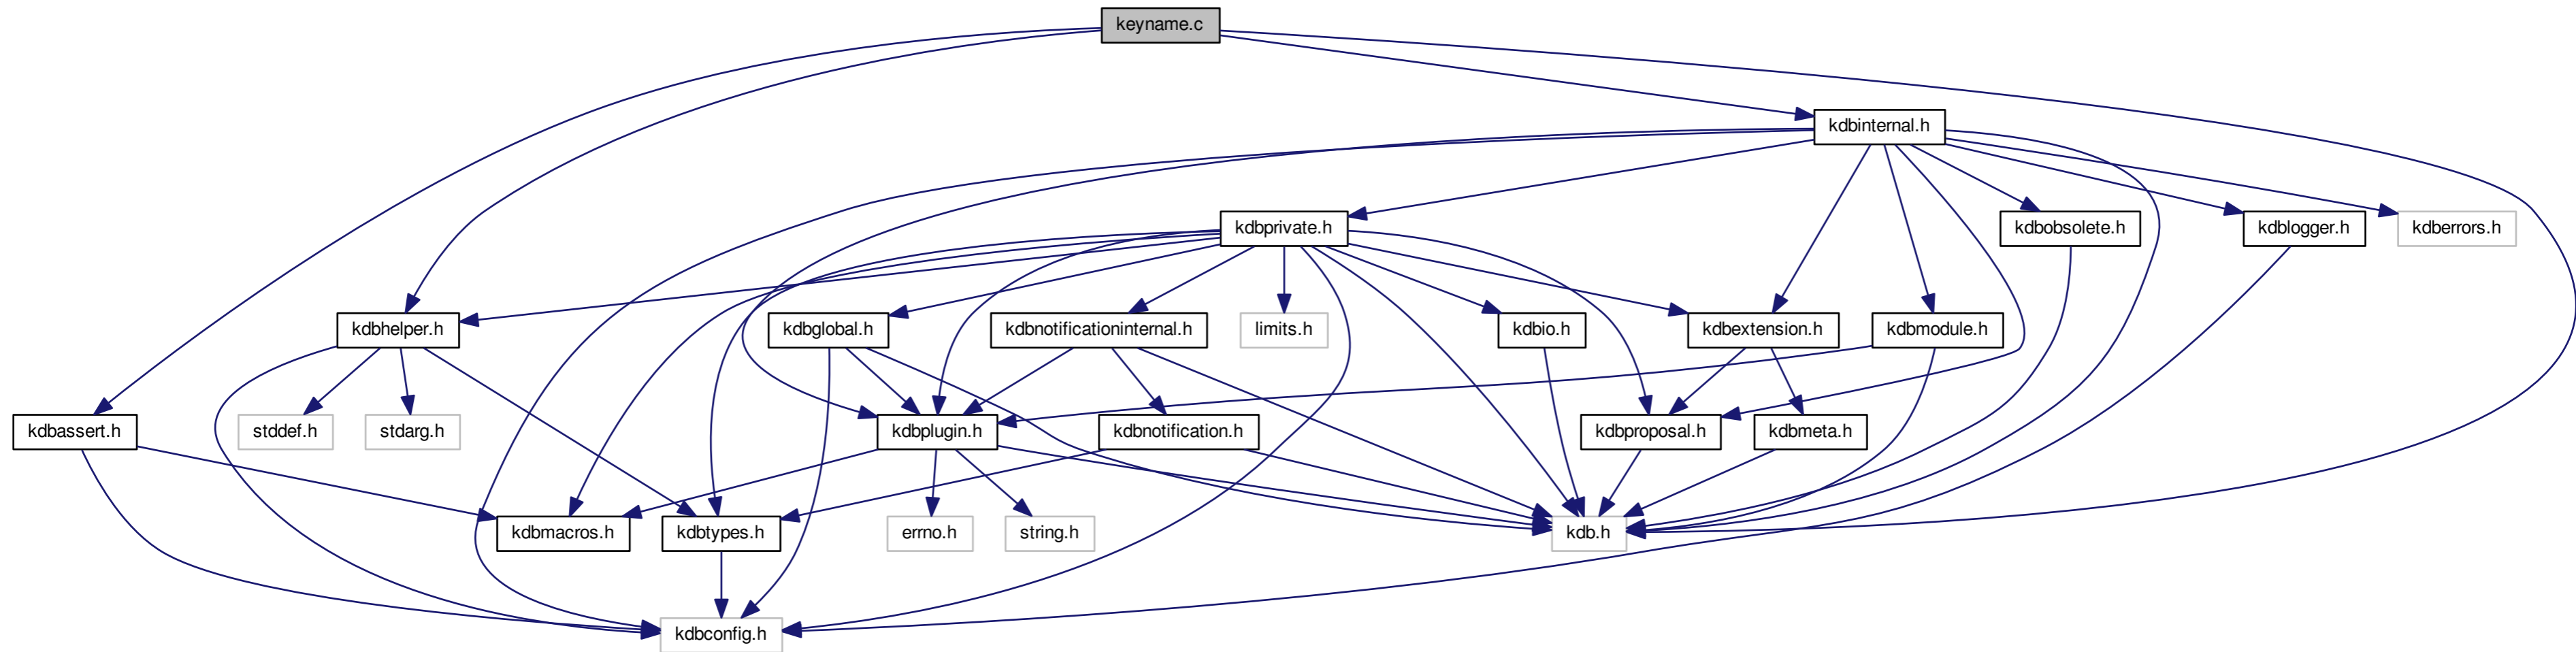 keyname.c
kdbinternal.h
kdbprivate.h
kdbobsolete.h
kdblogger.h
kdberrors.h
kdbhelper.h
kdbglobal.h
kdbnotificationinternal.h
limits.h
kdbio.h
kdbextension.h
kdbmodule.h
kdbassert.h
stddef.h
stdarg.h
kdbplugin.h
kdbnotification.h
kdbproposal.h
kdbmeta.h
kdbmacros.h
kdbtypes.h
errno.h
string.h
kdb.h
kdbconfig.h